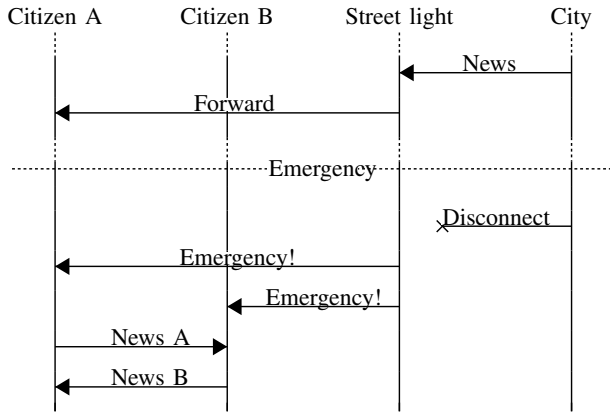 Citizen A Citizen B Street light City
News
Forward
Emergency
Disconnect
Emergency!
Emergency!
News A
News B